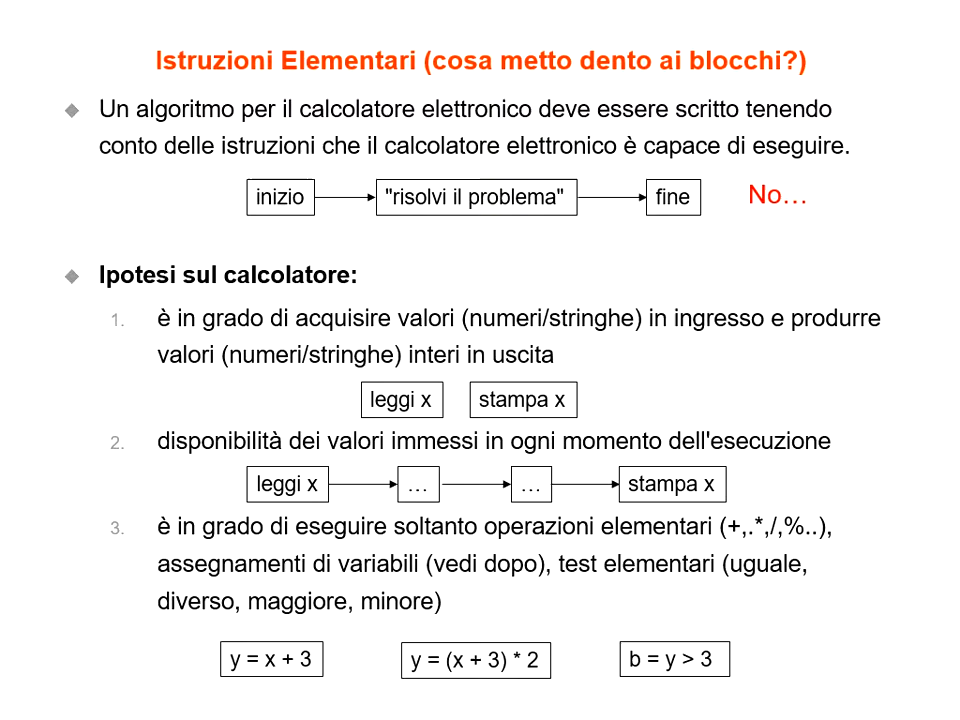 Istruzioni Elementari (cosa metto dento ai blocchi?)
Un algoritmo per il calcolatore elettronico deve essere scritto tenendo
conto delle istruzioni che il calcolatore elettronico è capace di eseguire.
inizio "risolvi il problema" fine No…
Ipotesi sul calcolatore:
1. è in grado di acquisire valori (numeri/stringhe) in ingresso e produrre
valori (numeri/stringhe) interi in uscita
leggi x stampa x
2. disponibilità dei valori immessi in ogni momento dell'esecuzione
leggi x … … stampa x
3. è in grado di eseguire soltanto operazioni elementari (+,.*,/,%..),
assegnamenti di variabili (vedi dopo), test elementari (uguale,
diverso, maggiore, minore)
y = x + 3 y = (x + 3) * 2 b = y > 3